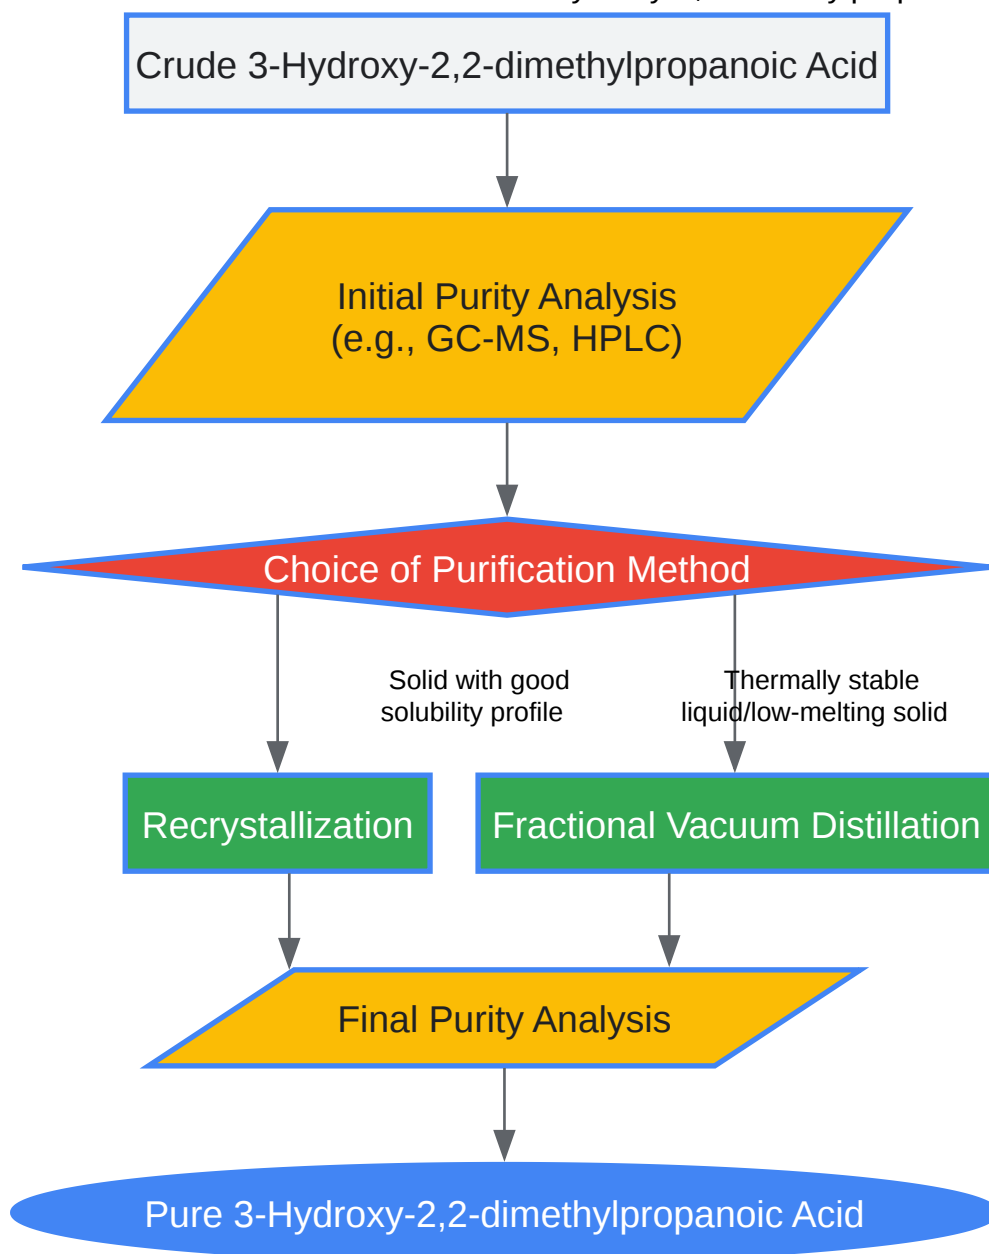 Crude 3-Hydroxy-2,2-dimethylpropanoic Acid
Initial Purity Analysis
(e.g., GC-MS, HPLC)
Choice of Purification Method
Solid with good
solubility profile
Thermally stable
liquid/low-melting solid
Recrystallization
Fractional Vacuum Distillation
Final Purity Analysis
Pure 3-Hydroxy-2,2-dimethylpropanoic Acid